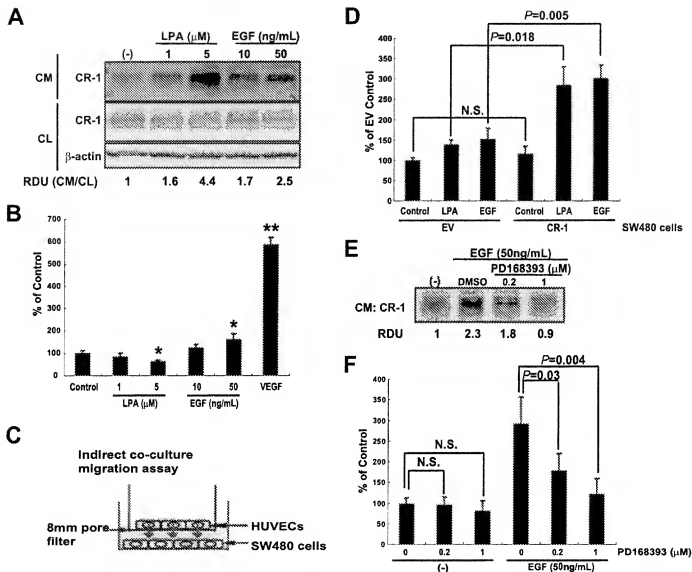 A
LPA (μM) EGF (ng/mL)
(-) 1 5 10 50
CM CR-1
CL CR-1
β-actin
RDU (CM/CL) 1 1.6 4.4 1.7 2.5
B
% of Control
700
600
500
400
300
200
100
0
* * **
Control 1 5 10 50 VEGF
LPA (μM) EGF (ng/mL)
C
Indirect co-culture
migration assay
8mm pore
filter
HUVECs
SW480 cells
D
P=0.005
P=0.018
N.S.
% of EV Control
400
350
300
250
200
150
100
50
0
Control LPA EGF Control LPA EGF
EV CR-1 SW480 cells
E
EGF (50ng/mL)
PD168393 (μM)
(-) DMSO 0.2 1
CM: CR-1
RDU 1 2.3 1.8 0.9
F
P=0.004
P=0.03
N.S.
N.S.
% of Control
400
350
300
250
200
150
100
50
0
0 0.2 1 0 0.2 1 PD168393 (μM)
(-) EGF (50ng/mL)